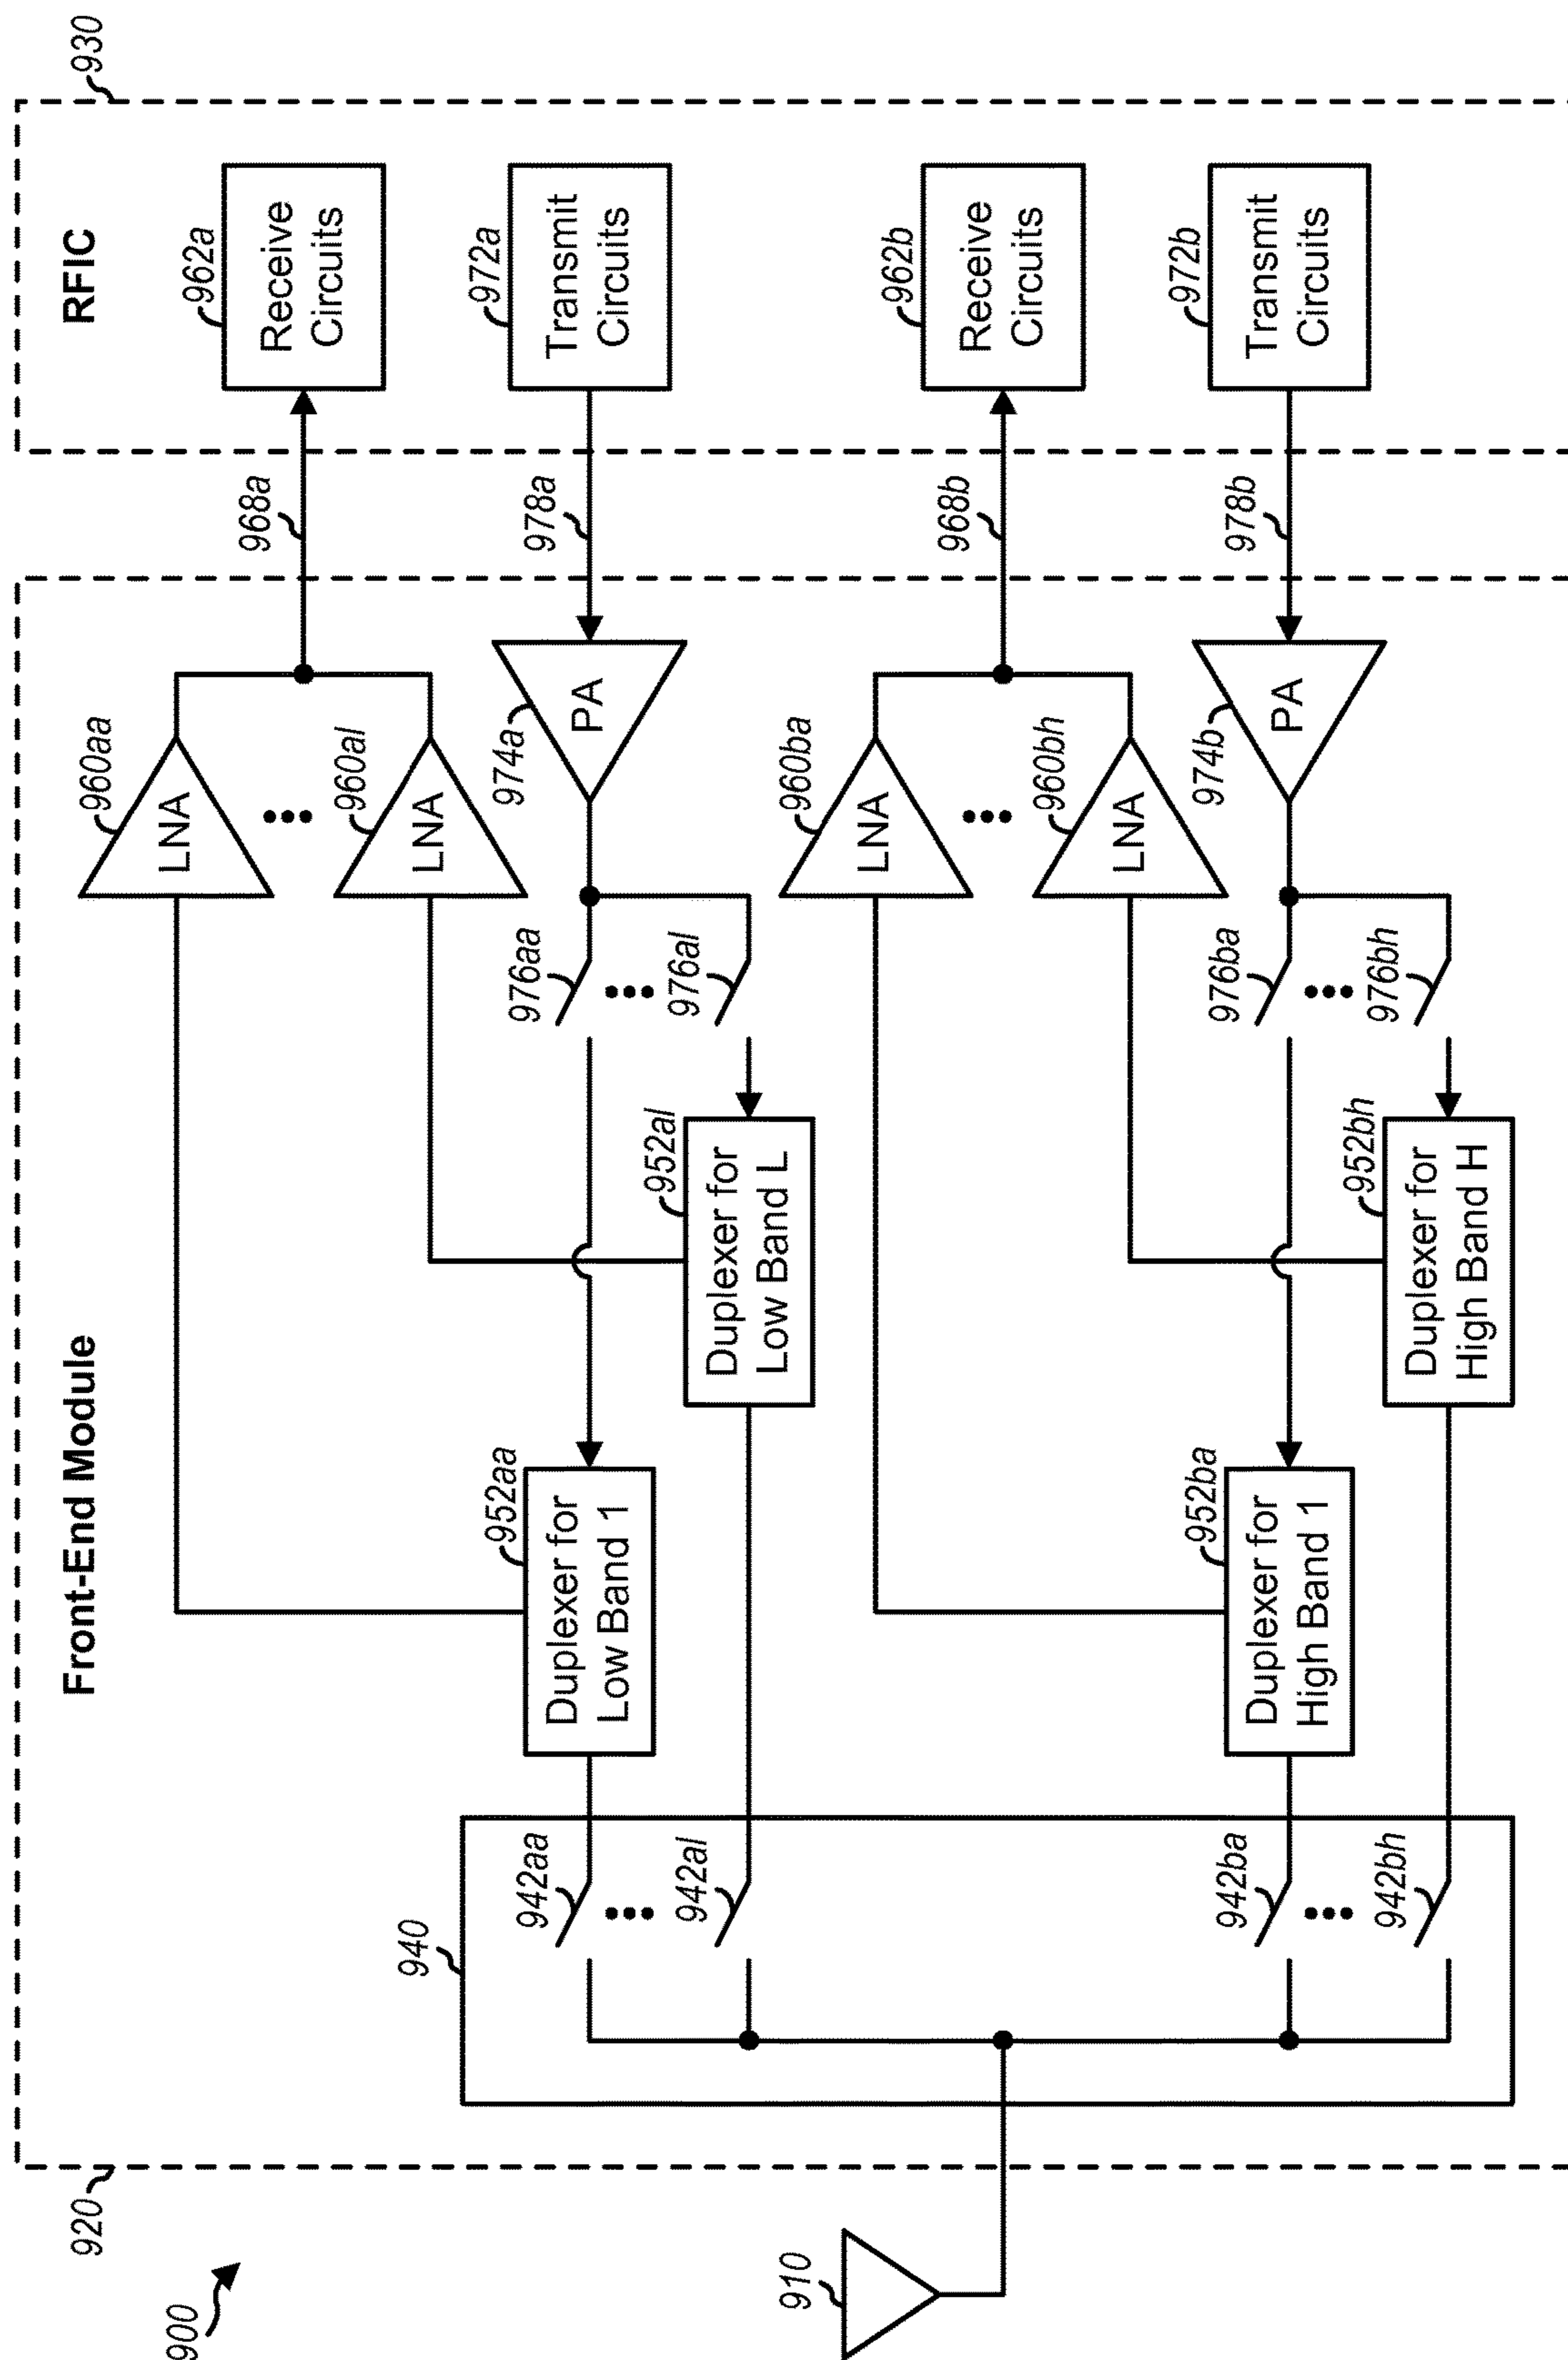 900
920
Front-End Module
RFIC
930
910
940
942aa
942al
942ba
942bh
952aa
Duplexer for
Low Band 1
952al
Duplexer for
Low Band L
960aa
LNA
960al
LNA
976aa
976al
974a
PA
968a
978a
962a
Receive
Circuits
972a
Transmit
Circuits
952ba
Duplexer for
High Band 1
952bh
Duplexer for
High Band H
960ba
LNA
960bh
LNA
976ba
976bh
974b
PA
968b
978b
962b
Receive
Circuits
972b
Transmit
Circuits